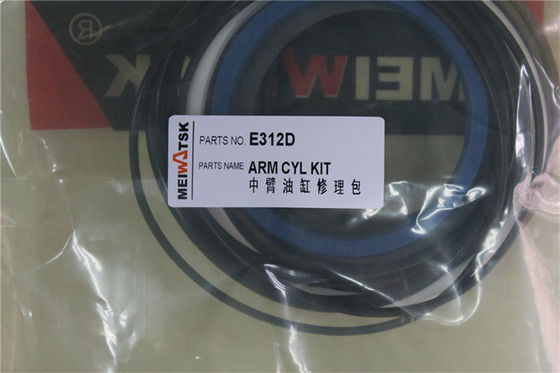 ® MEIWATSK
MEIWATSK
PARTS NO. E312D
PARTS NAME ARM CYL KIT
中臂油缸修理包